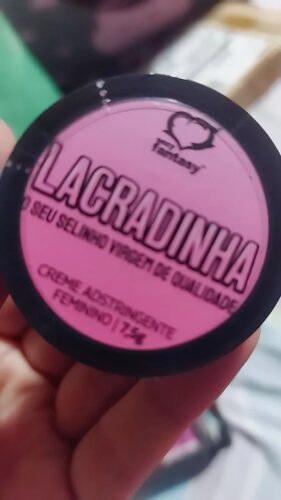 fantasy
LACRADINHA
O SEU SELINHO VIRGEM DE QUALIDADE
CREME ADSTRINGENTE
FEMININO | 7,5g